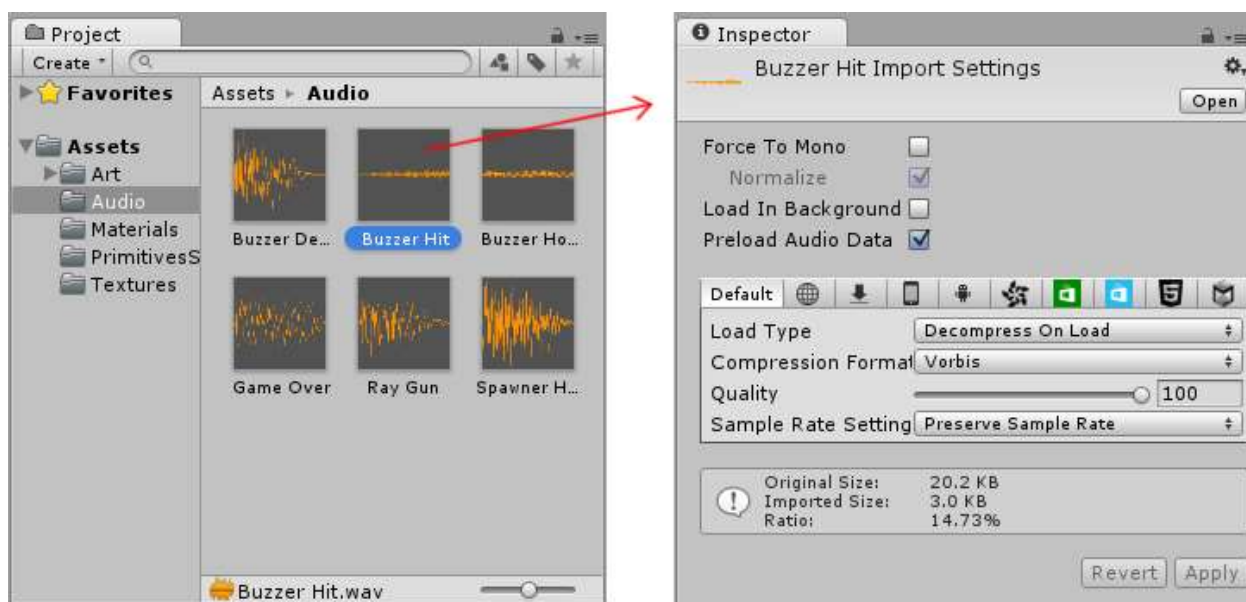 Project
Create
Favorites
Assets ▸ Audio
Assets
Art
Audio
Materials
PrimitivesS
Textures
Buzzer De...
Buzzer Hit
Buzzer Ho...
Game Over
Ray Gun
Spawner H...
Buzzer Hit.wav
Inspector
Buzzer Hit Import Settings
Open
Force To Mono
Normalize
Load In Background
Preload Audio Data
Default
Load Type Decompress On Load
Compression Format Vorbis
Quality 100
Sample Rate Setting Preserve Sample Rate
Original Size: 20.2 KB
Imported Size: 3.0 KB
Ratio: 14.73%
Revert Apply